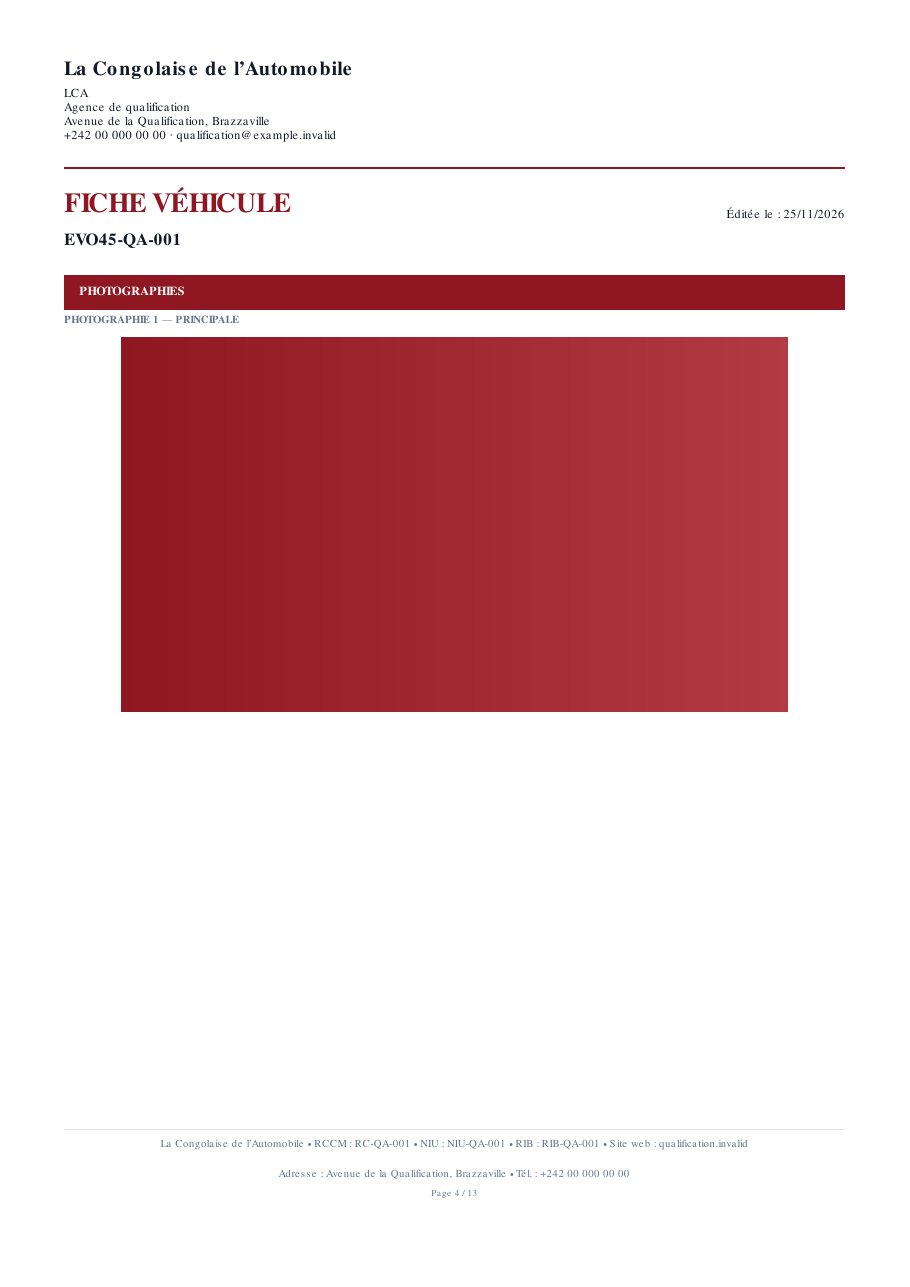 La Congolaise de l’Automobile
LCA
Agence de qualification
Avenue de la Qualification, Brazzaville
+242 00 000 00 00 · qualification@example.invalid
FICHE VÉHICULE
Éditée le : 25/11/2026
EVO45-QA-001
PHOTOGRAPHIES
PHOTOGRAPHIE 1 — PRINCIPALE
La Congolaise de l’Automobile • RCCM : RC-QA-001 • NIU : NIU-QA-001 • RIB : RIB-QA-001 • Site web : qualification.invalid
Adresse : Avenue de la Qualification, Brazzaville • Tél. : +242 00 000 00 00
Page 4 / 13